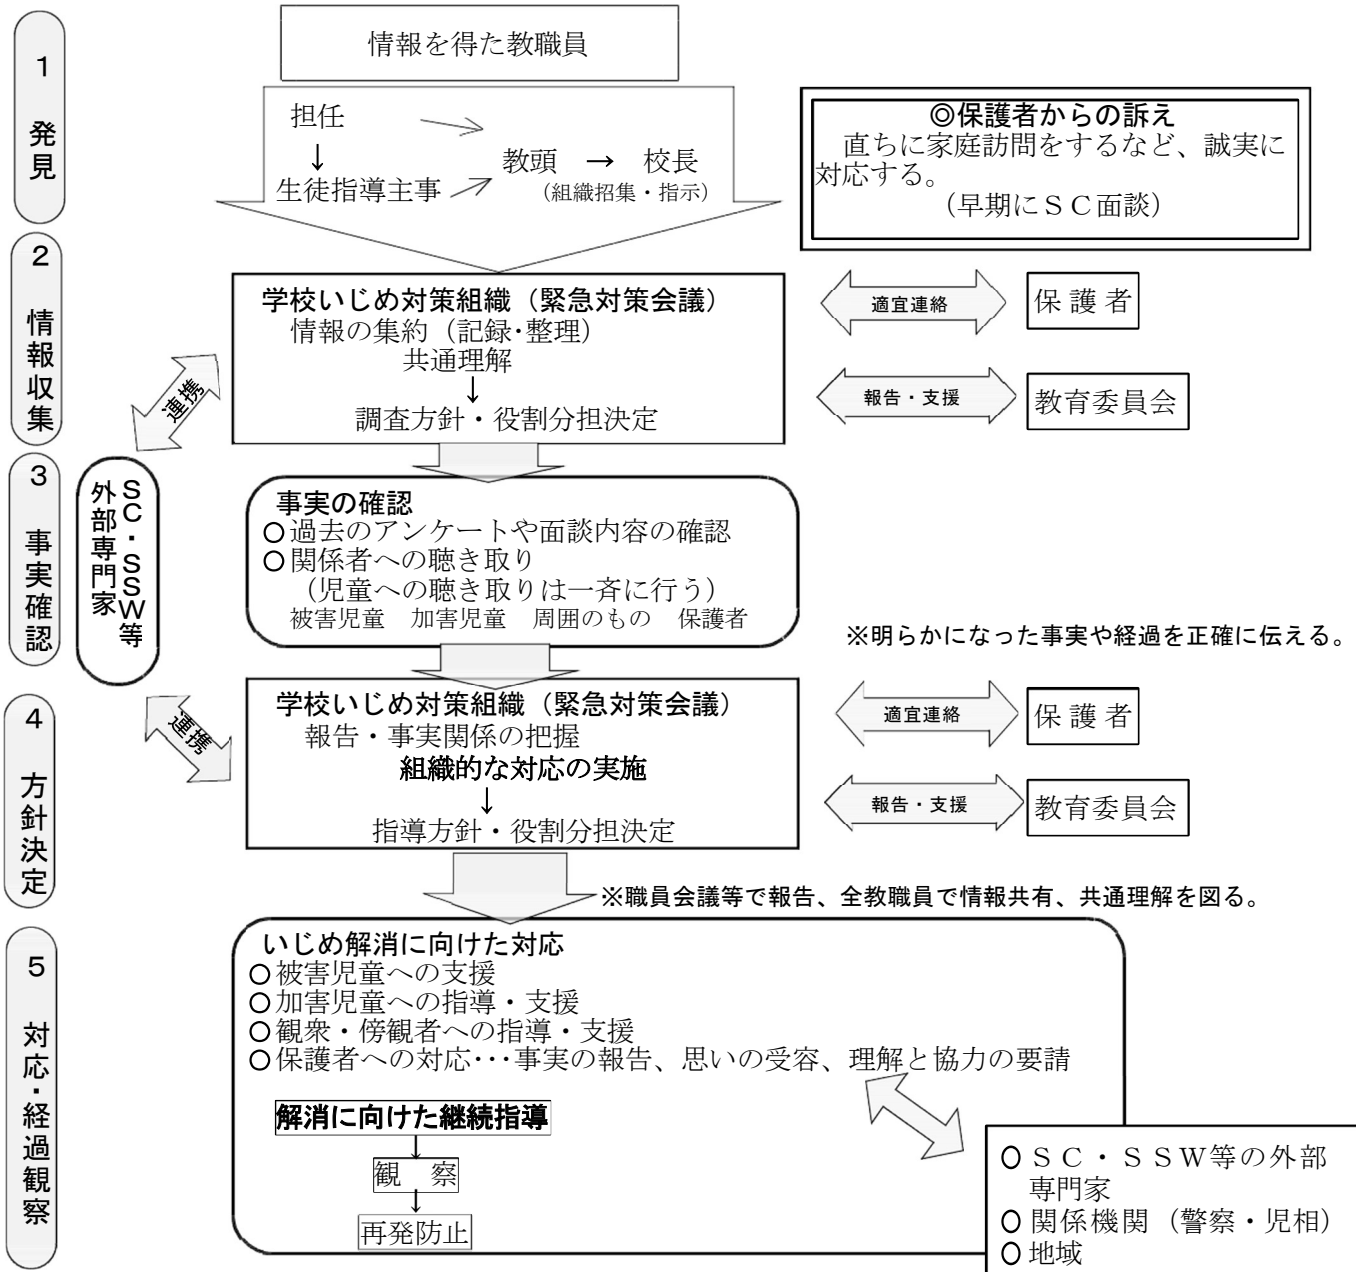 1 発見
情報を得た教職員
担任
↓
生徒指導主事
教頭 → 校長
(組織招集・指示)
◎保護者からの訴え
直ちに家庭訪問をするなど、誠実に
対応する。
(早期にＳＣ面談)
2 情報収集
学校いじめ対策組織（緊急対策会議）
情報の集約（記録･整理）
共通理解
↓
調査方針・役割分担決定
適宜連絡
保護者
報告・支援
教育委員会
連携
3 事実確認
SC・SSW等
外部専門家
事実の確認
○過去のアンケートや面談内容の確認
○関係者への聴き取り
（児童への聴き取りは一斉に行う）
被害児童　加害児童　周囲のもの　保護者
※明らかになった事実や経過を正確に伝える。
連携
4 方針決定
学校いじめ対策組織（緊急対策会議）
報告・事実関係の把握
組織的な対応の実施
↓
指導方針・役割分担決定
適宜連絡
保護者
報告・支援
教育委員会
※職員会議等で報告、全教職員で情報共有、共通理解を図る。
5 対応・経過観察
いじめ解消に向けた対応
○被害児童への支援
○加害児童への指導・支援
○観衆・傍観者への指導・支援
○保護者への対応･･･事実の報告、思いの受容、理解と協力の要請
解消に向けた継続指導
観　察
再発防止
○ＳＣ・ＳＳＷ等の外部
専門家
○関係機関（警察・児相）
○地域